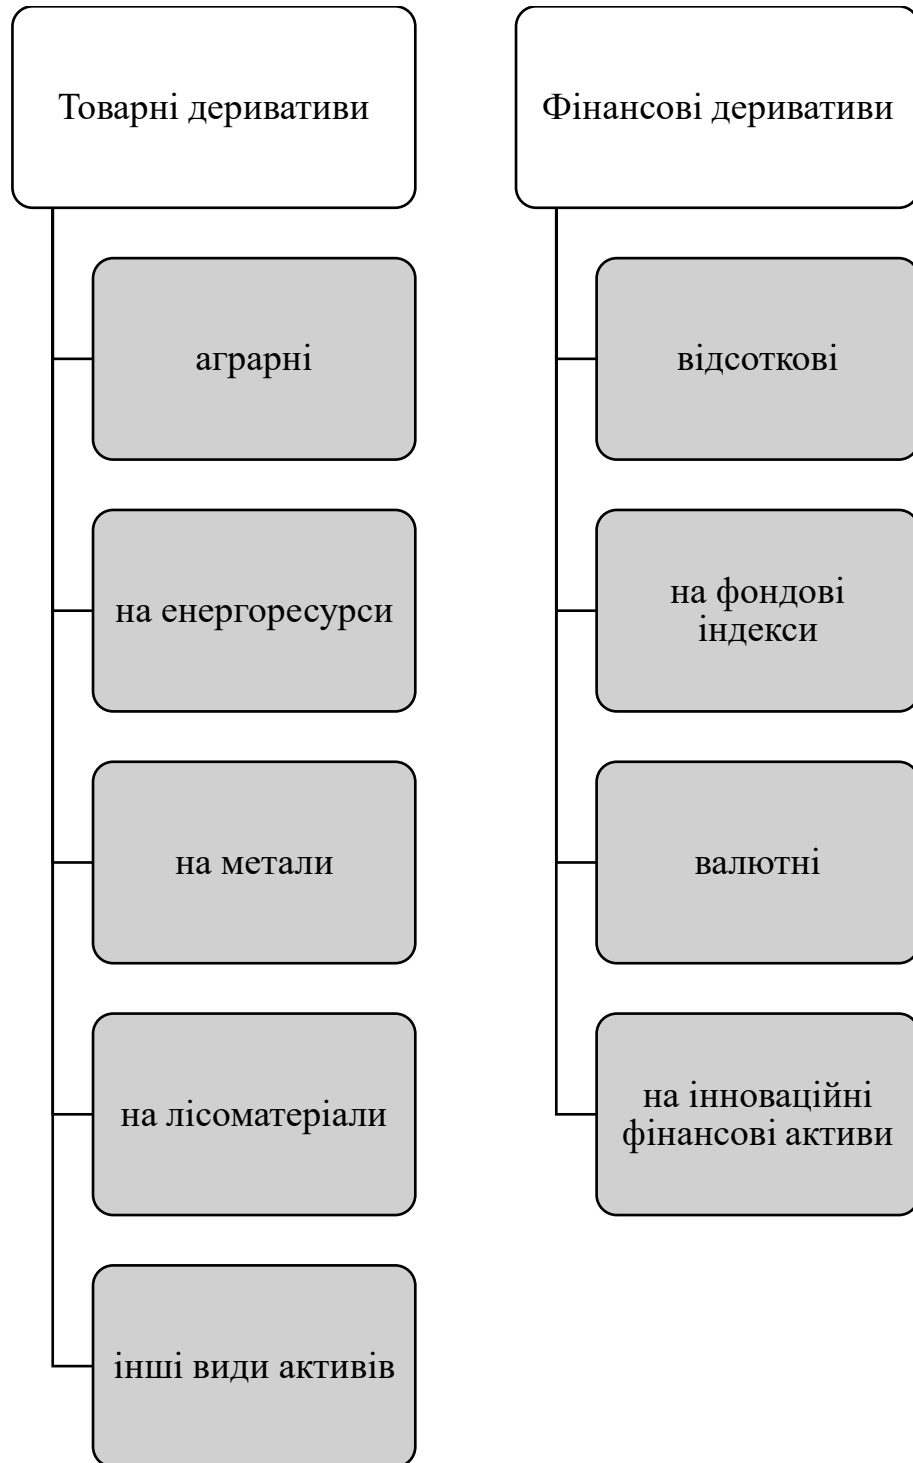 Товарні деривативи
аграрні
на енергоресурси
на метали
на лісоматеріали
інші види активів
Фінансові деривативи
відсоткові
на фондові
індекси
валютні
на інноваційні
фінансові активи